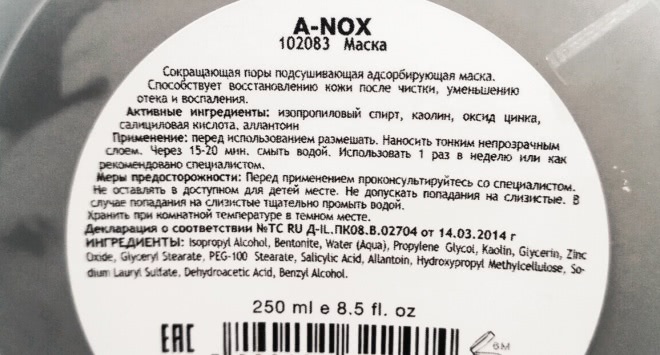 A-NOX
102083 Маска
Сокращающая поры подсушивающая адсорбирующая маска.
Способствует восстановлению кожи после чистки, уменьшению
отека и воспаления.
Активные ингредиенты: изопропиловый спирт, каолин, оксид цинка,
салициловая кислота, аллантоин
Применение: перед использованием размешать. Наносить тонким непрозрачным
слоем. Через 15-20 мин. смыть водой. Использовать 1 раз в неделю или как
рекомендовано специалистом.
Меры предосторожности: Перед применением проконсультируйтесь со специалистом.
Не оставлять в доступном для детей месте. Не допускать попадания на слизистые. В
случае попадания на слизистые тщательно промыть водой.
Хранить при комнатной температуре в темном месте.
Декларация о соответствии №TC RU Д-IL.ПК08.В.02704 от 14.03.2014 г
ИНГРЕДИЕНТЫ: Isopropyl Alcohol, Bentonite, Water (Aqua), Propylene Glycol, Kaolin, Glycerin, Zinc
Oxide, Glyceryl Stearate, PEG-100 Stearate, Salicylic Acid, Allantoin, Hydroxypropyl Methylcellulose, So-
dium Lauryl Sulfate, Dehydroacetic Acid, Benzyl Alcohol.
250 ml e 8.5 fl. oz
EAC
6M